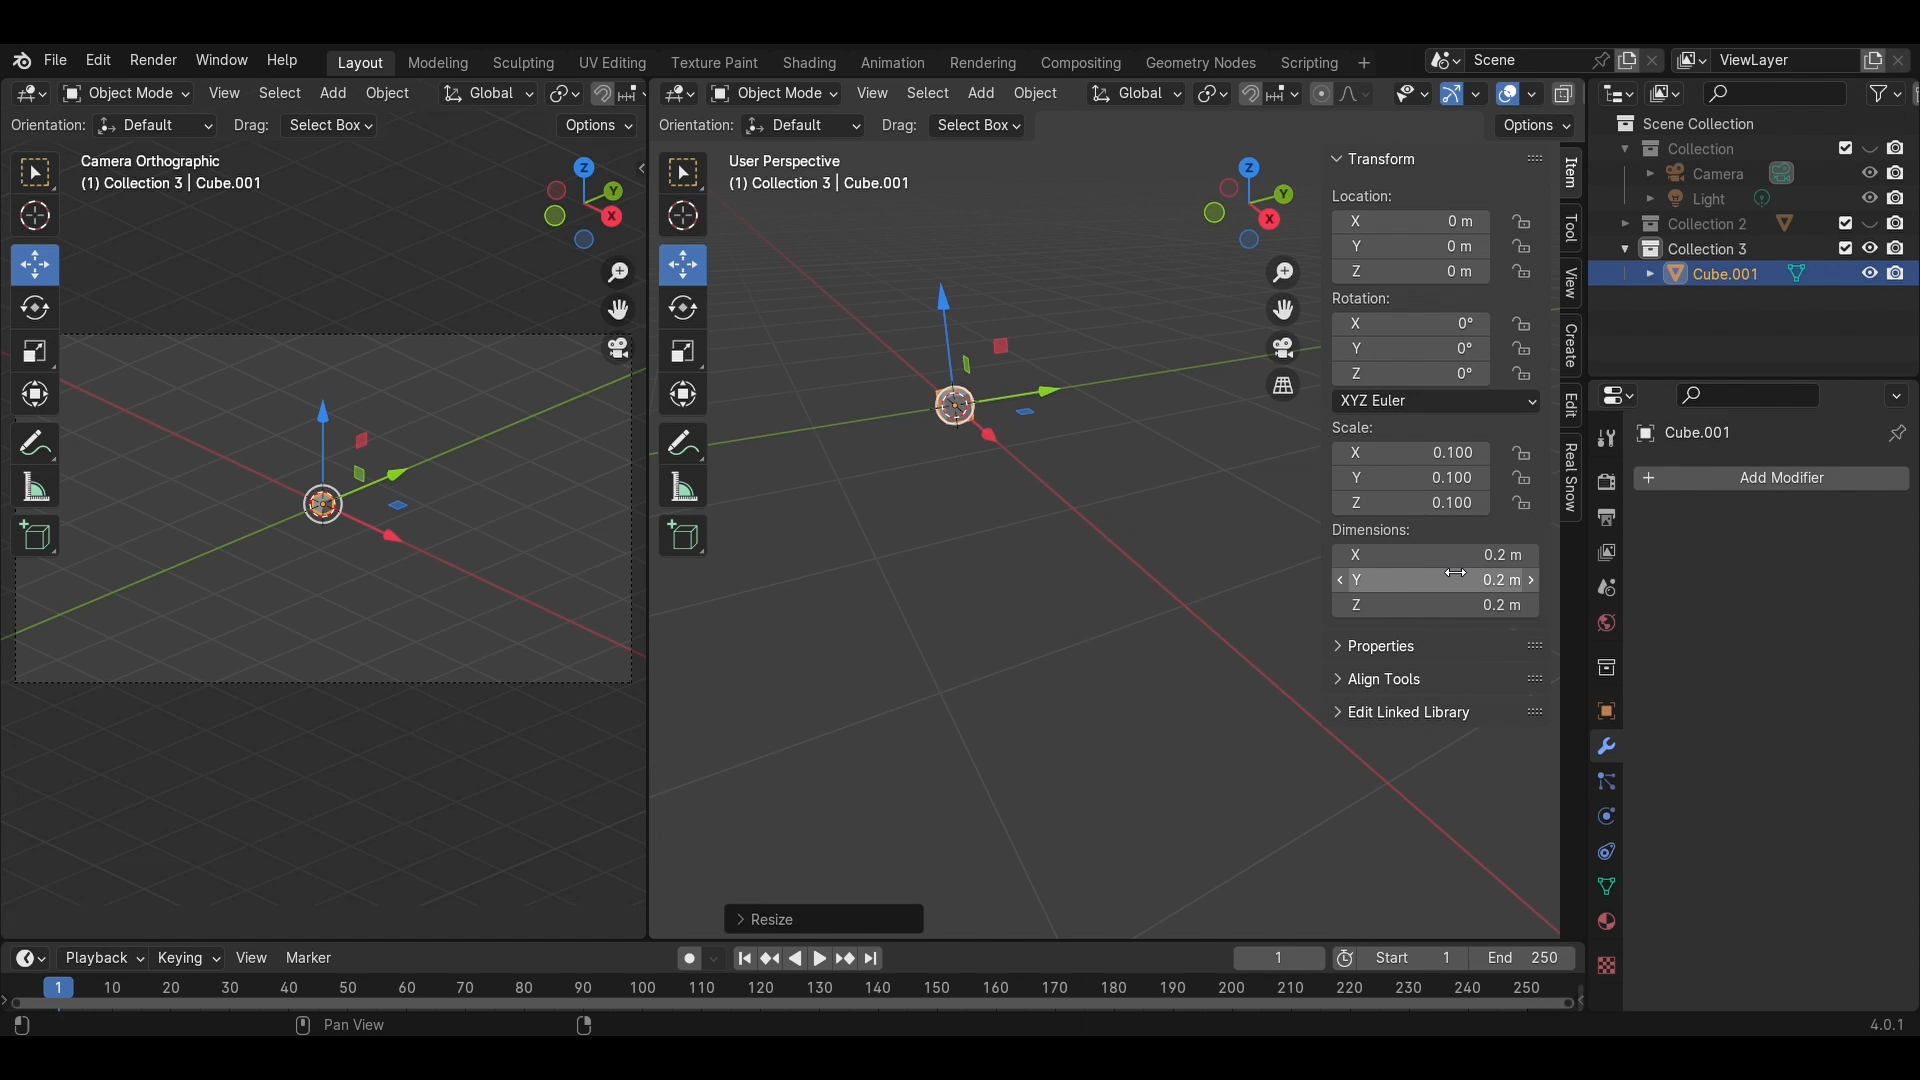 File Edit Render Window Help Layout Modeling Sculpting UV Editing Texture Paint Shading Animation Rendering Compositing Geometry Nodes Scripting + Scene ViewLayer
Object Mode View Select Add Object Global
Object Mode View Select Add Object Global
Orientation: Default Drag: Select Box Options
Orientation: Default Drag: Select Box Options
Camera Orthographic
(1) Collection 3 | Cube.001
Z
Y
X
User Perspective
(1) Collection 3 | Cube.001
Z
Y
X
Transform
Location:
X 0 m
Y 0 m
Z 0 m
Rotation:
X 0°
Y 0°
Z 0°
XYZ Euler
Scale:
X 0.100
Y 0.100
Z 0.100
Dimensions:
X 0.2 m
Y 0.2 m
Z 0.2 m
Properties
Align Tools
Edit Linked Library
Item
Tool
View
Create
Edit
Real Snow
Scene Collection
Collection
Camera
Light
Collection 2
Collection 3
Cube.001
Cube.001
+ Add Modifier
Resize
Playback Keying View Marker 1 Start 1 End 250
1 10 20 30 40 50 60 70 80 90 100 110 120 130 140 150 160 170 180 190 200 210 220 230 240 250
Pan View
4.0.1